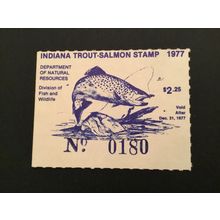 INDIANA TROUT-SALMON STAMP 1977
DEPARTMENT
OF NATURAL
RESOURCES
Division of
Fish and
Wildlife
$2.25
Void
After
Dec. 31, 1977
No 0180